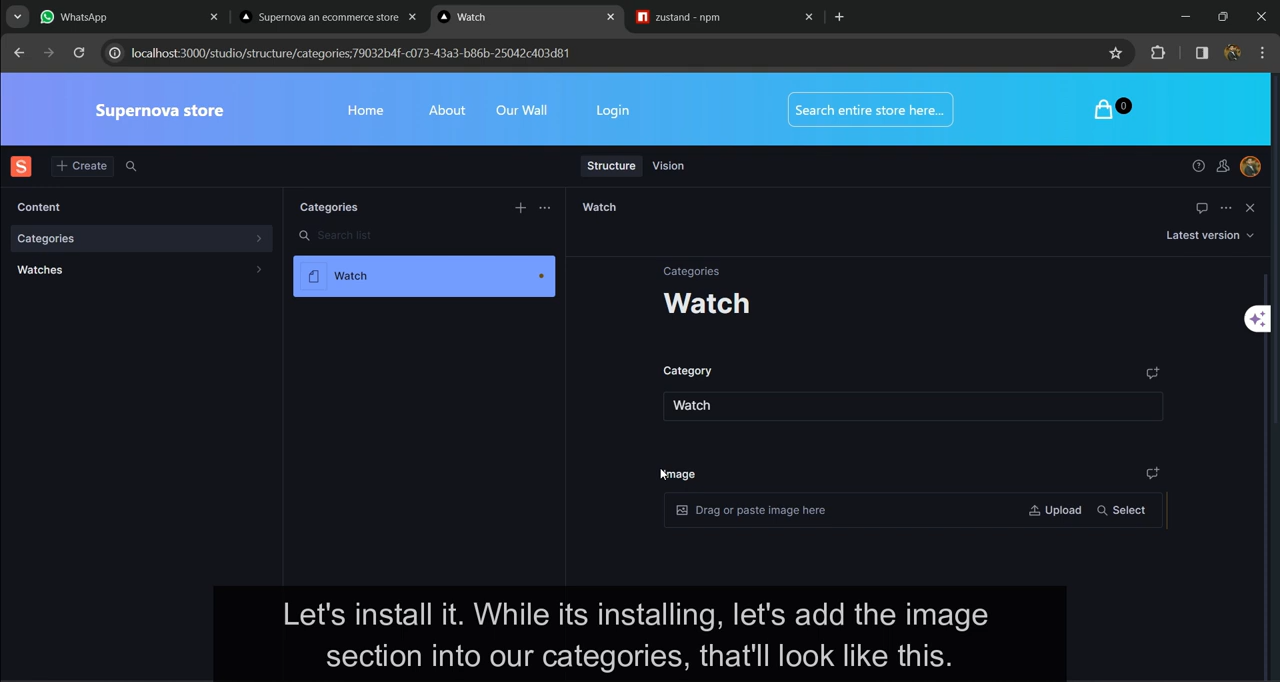 WhatsApp
Supernova an ecommerce store
Watch
zustand - npm
localhost:3000/studio/structure/categories;79032b4f-c073-43a3-b86b-25042c403d81
Supernova store
Home
About
Our Wall
Login
Search entire store here...
0
S
Create
Structure
Vision
Content
Categories
Watch
Search list
Latest version
Categories
Watches
Watch
Categories
Watch
Category
Watch
Image
Drag or paste image here
Upload
Select
Let's install it. While its installing, let's add the image
section into our categories, that'll look like this.